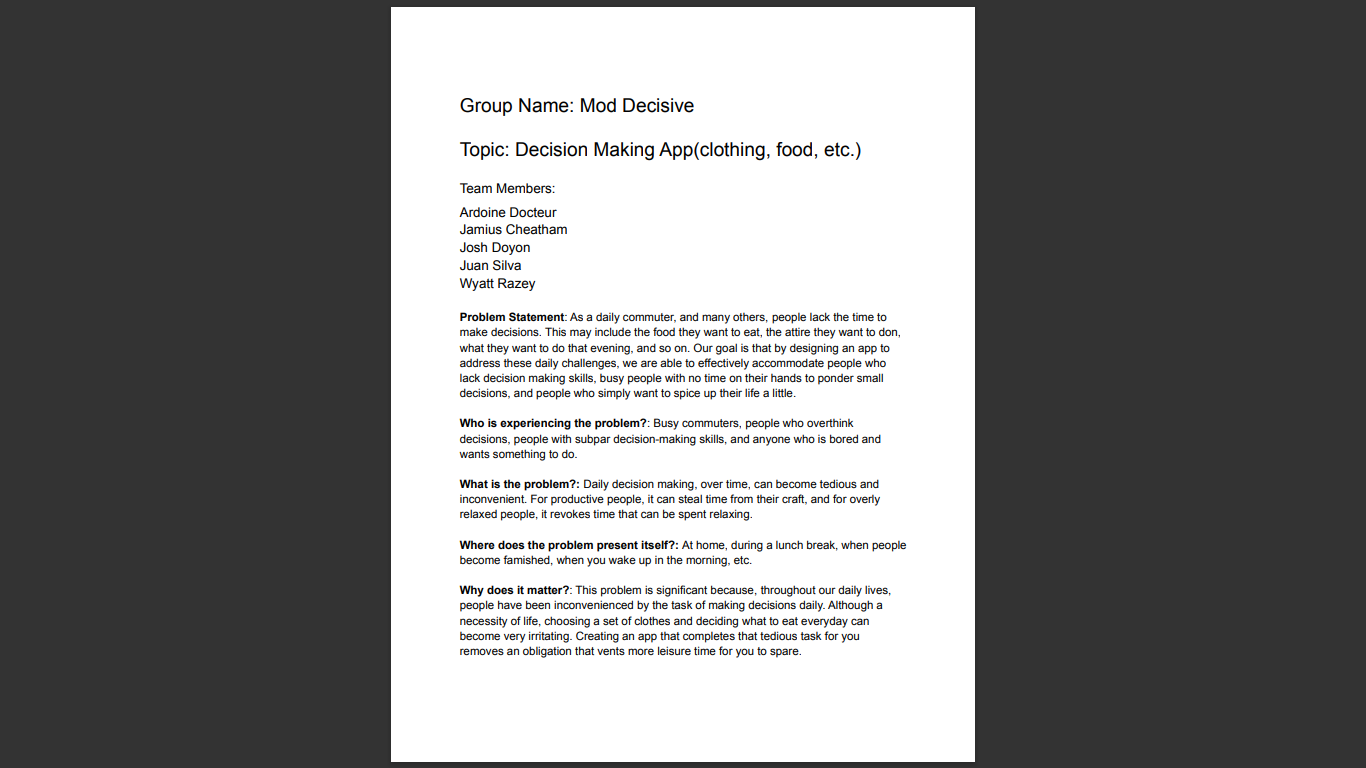 Group Name: Mod Decisive
Topic: Decision Making App(clothing, food, etc.)
Team Members:
Ardoine Docteur
Jamius Cheatham
Josh Doyon
Juan Silva
Wyatt Razey
Problem Statement: As a daily commuter, and many others, people lack the time to
make decisions. This may include the food they want to eat, the attire they want to don,
what they want to do that evening, and so on. Our goal is that by designing an app to
address these daily challenges, we are able to effectively accommodate people who
lack decision making skills, busy people with no time on their hands to ponder small
decisions, and people who simply want to spice up their life a little.
Who is experiencing the problem?: Busy commuters, people who overthink
decisions, people with subpar decision-making skills, and anyone who is bored and
wants something to do.
What is the problem?: Daily decision making, over time, can become tedious and
inconvenient. For productive people, it can steal time from their craft, and for overly
relaxed people, it revokes time that can be spent relaxing.
Where does the problem present itself?: At home, during a lunch break, when people
become famished, when you wake up in the morning, etc.
Why does it matter?: This problem is significant because, throughout our daily lives,
people have been inconvenienced by the task of making decisions daily. Although a
necessity of life, choosing a set of clothes and deciding what to eat everyday can
become very irritating. Creating an app that completes that tedious task for you
removes an obligation that vents more leisure time for you to spare.